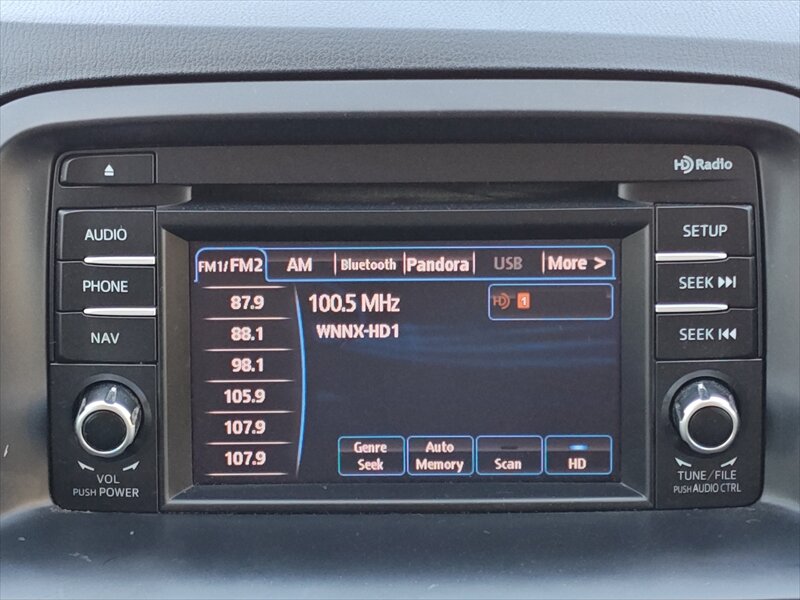 HD Radio
AUDIO
PHONE
NAV
VOL
PUSH POWER
FM1/FM2 AM Bluetooth Pandora USB More >
87.9
88.1
98.1
105.9
107.9
107.9
100.5 MHz
WNNX-HD1
HD 1
Genre Seek
Auto Memory
Scan
HD
SETUP
SEEK
SEEK
TUNE/FILE
PUSH AUDIO CTRL